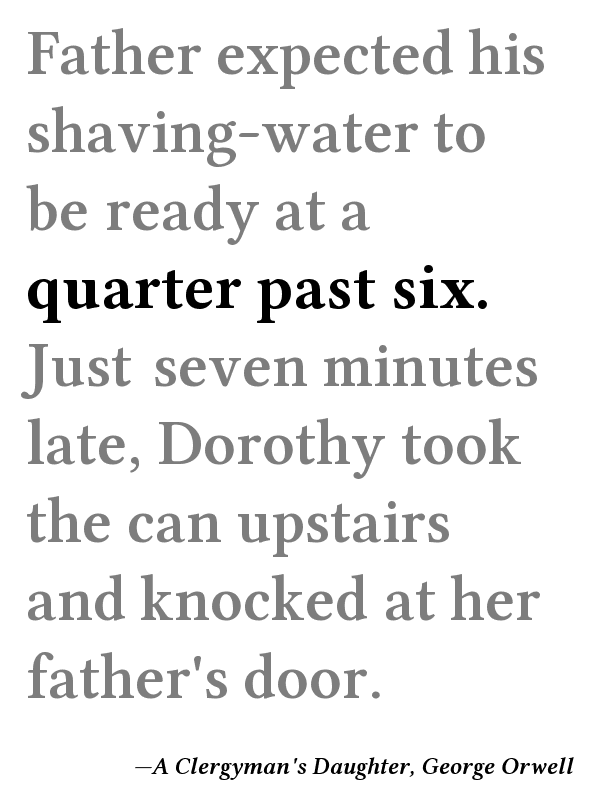 Father expected his
shaving-water to
be ready at a
quarter past six.
Just seven minutes
late, Dorothy took
the can upstairs
and knocked at her
father's door.
—A Clergyman's Daughter, George Orwell